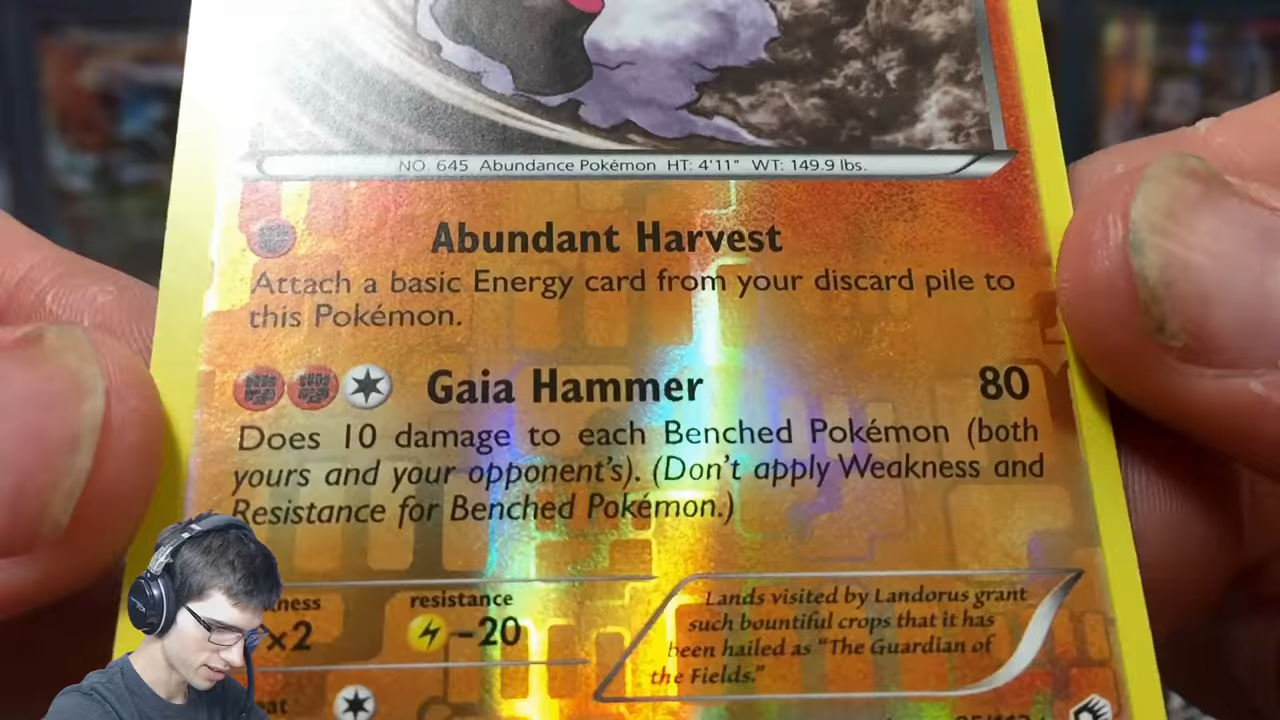 NO. 645 Abundance Pokémon HT: 4'11" WT: 149.9 lbs.
Abundant Harvest
Attach a basic Energy card from your discard pile to
this Pokémon.
Gaia Hammer 80
Does 10 damage to each Benched Pokémon (both
yours and your opponent's). (Don't apply Weakness and
Resistance for Benched Pokémon.)
resistance
×2 -20
Lands visited by Landorus grant
such bountiful crops that it has
been hailed as "The Guardian of
the Fields."